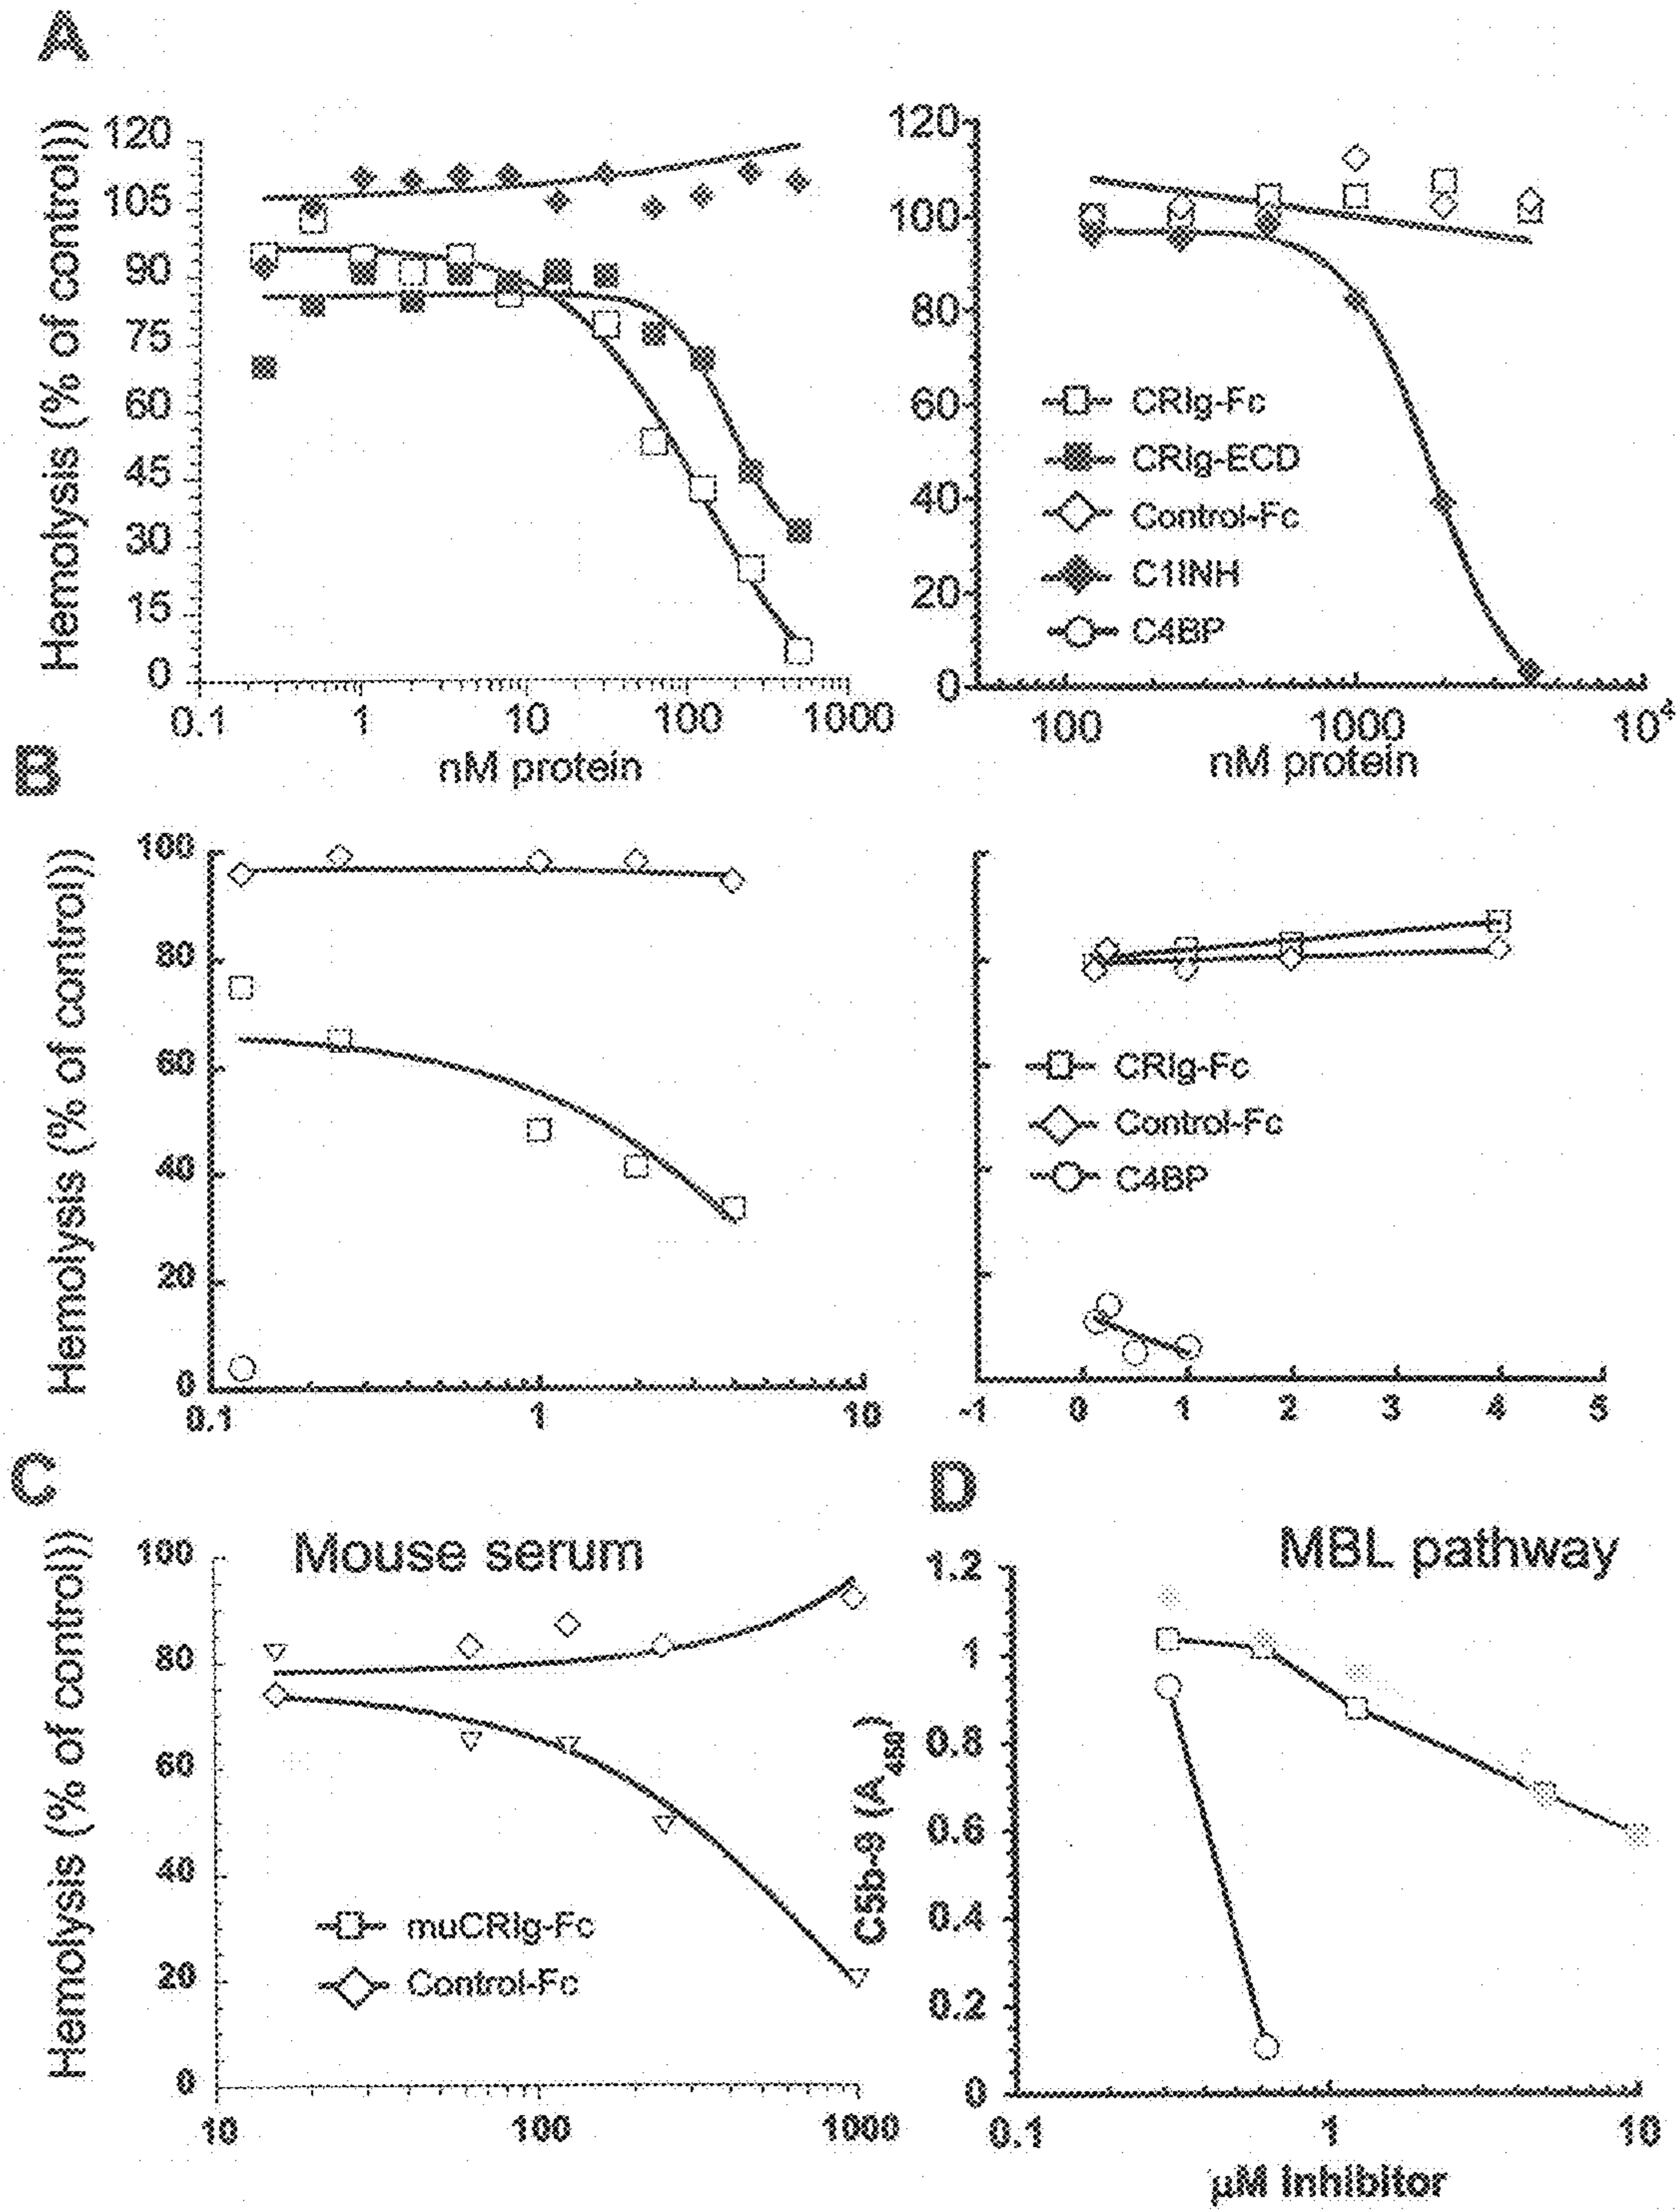 A
Hemolysis (% of control))
120
105
90
75
60
45
30
15
0
0.1 1 10 100 1000
nM protein
120
100
80
60
40
20
0
CRIg-Fc
CRIg-ECD
Control-Fc
C1INH
C4BP
100 1000 10⁴
nM protein
B
Hemolysis (% of control))
100
80
60
40
20
0
0.1 1 10
CRIg-Fc
Control-Fc
C4BP
-1 0 1 2 3 4 5
C
Mouse serum
Hemolysis (% of control))
100
80
60
40
20
0
muCRIg-Fc
Control-Fc
10 100 1000
D
MBL pathway
C5b-9 (A450)
1.2
1
0.8
0.6
0.4
0.2
0
0.1 1 10
µM Inhibitor